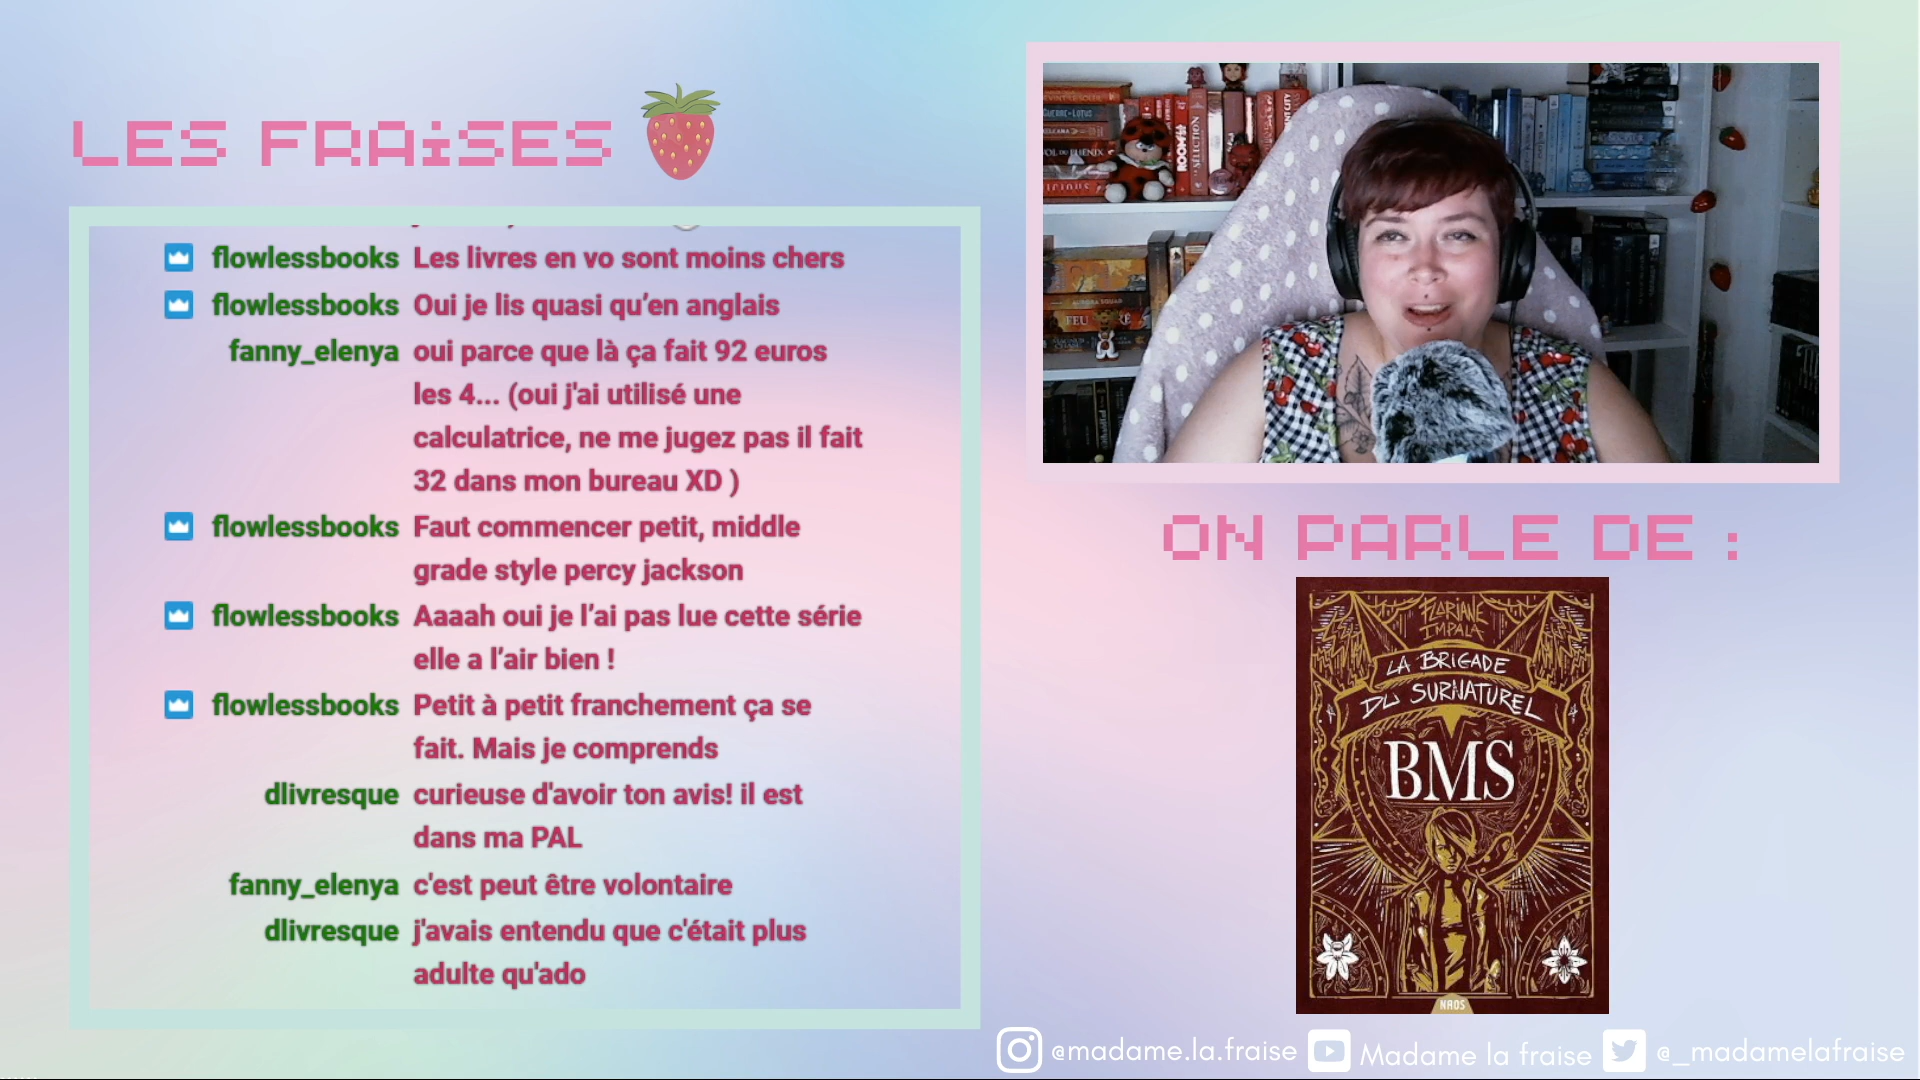 LES FRAiSES
flowlessbooks Les livres en vo sont moins chers
flowlessbooks Oui je lis quasi qu’en anglais
fanny_elenya oui parce que là ça fait 92 euros
les 4... (oui j'ai utilisé une
calculatrice, ne me jugez pas il fait
32 dans mon bureau XD )
flowlessbooks Faut commencer petit, middle
grade style percy jackson
flowlessbooks Aaaah oui je l’ai pas lue cette série
elle a l’air bien !
flowlessbooks Petit à petit franchement ça se
fait. Mais je comprends
dlivresque curieuse d'avoir ton avis! il est
dans ma PAL
fanny_elenya c'est peut être volontaire
dlivresque j'avais entendu que c'était plus
adulte qu'ado
SÉLECTION
FEU
ON PARLE DE :
FLORIANE
IMPALA
LA BRIGADE
DU SURNATUREL
BMS
NAOS
@madame.la.fraise Madame la fraise @_madamelafraise